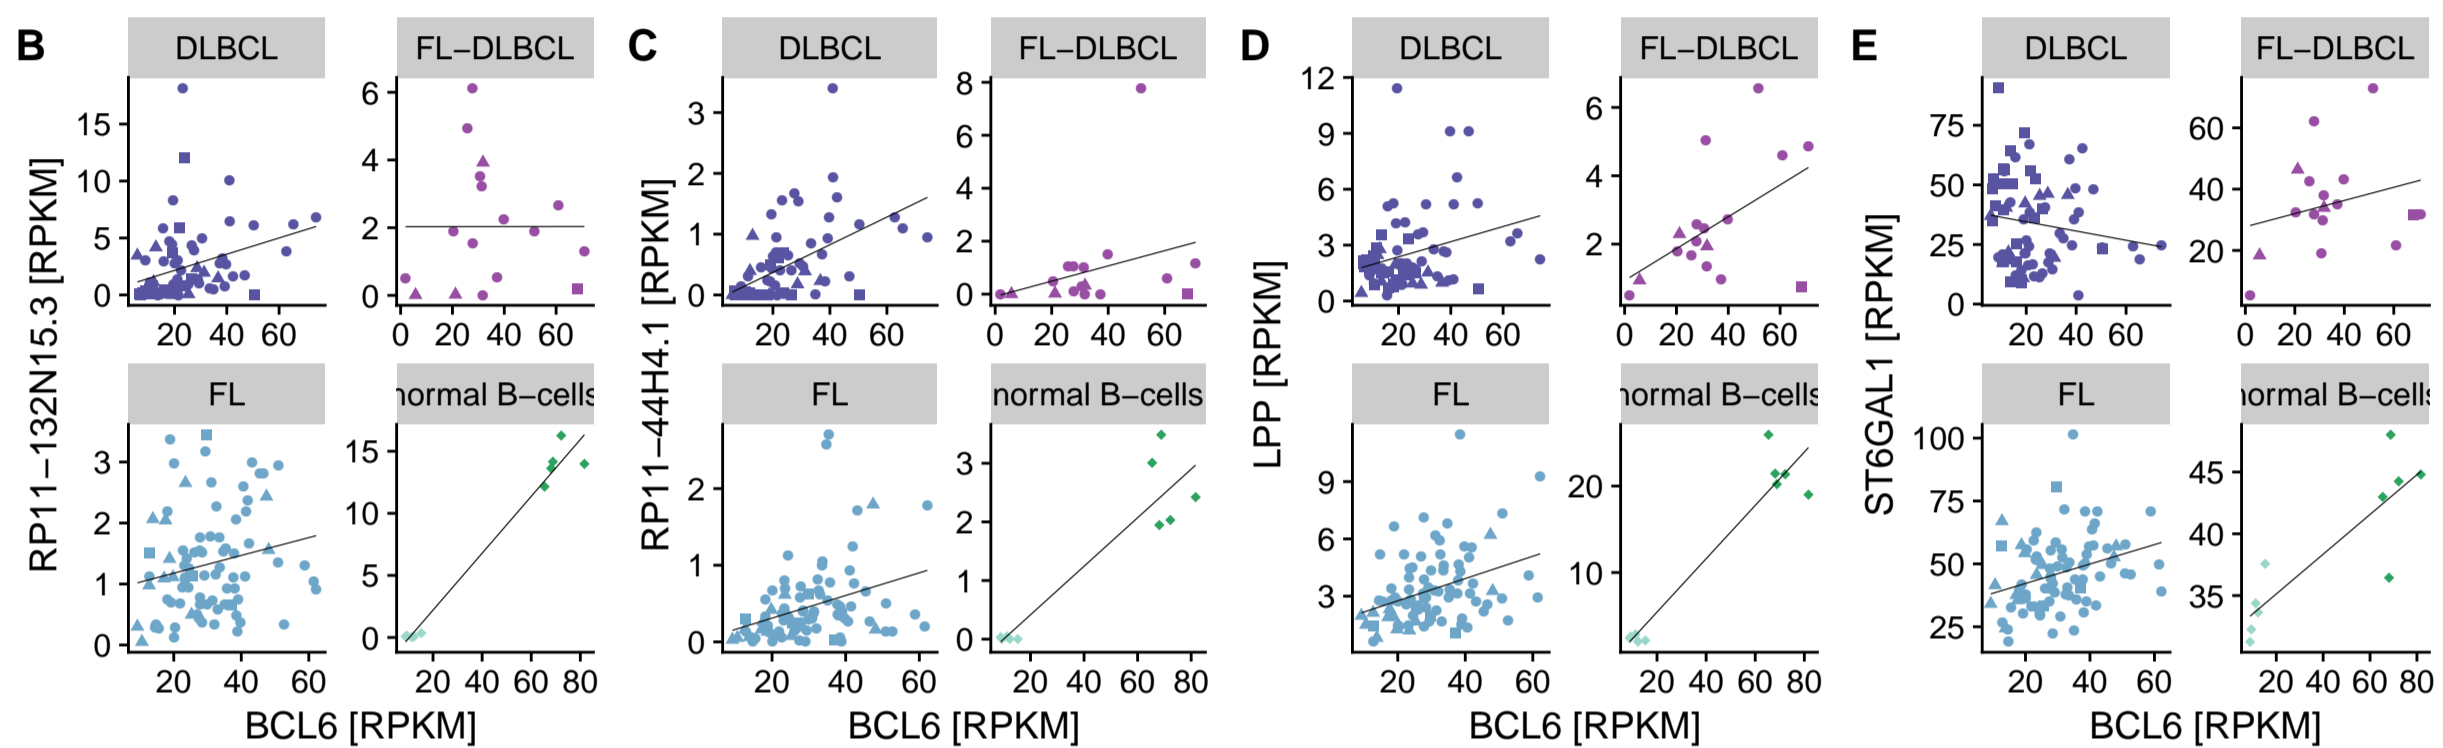 B
RP11−132N15.3 [RPKM]
DLBCL
15
10
5
0
20 40 60
FL−DLBCL
6
4
2
0
0 20 40 60
FL
3
2
1
0
20 40 60
normal B−cells
15
10
5
0
20 40 60 80
BCL6 [RPKM]
C
RP11−44H4.1 [RPKM]
DLBCL
3
2
1
0
20 40 60
FL−DLBCL
8
6
4
2
0
0 20 40 60
FL
2
1
0
20 40 60
normal B−cells
3
2
1
0
20 40 60 80
BCL6 [RPKM]
D
LPP [RPKM]
DLBCL
12
9
6
3
0
20 40 60
FL−DLBCL
6
4
2
0 20 40 60
FL
9
6
3
20 40 60
normal B−cells
20
10
20 40 60 80
BCL6 [RPKM]
E
ST6GAL1 [RPKM]
DLBCL
75
50
25
0
20 40 60
FL−DLBCL
60
40
20
0 20 40 60
FL
100
75
50
25
20 40 60
normal B−cells
45
40
35
20 40 60 80
BCL6 [RPKM]